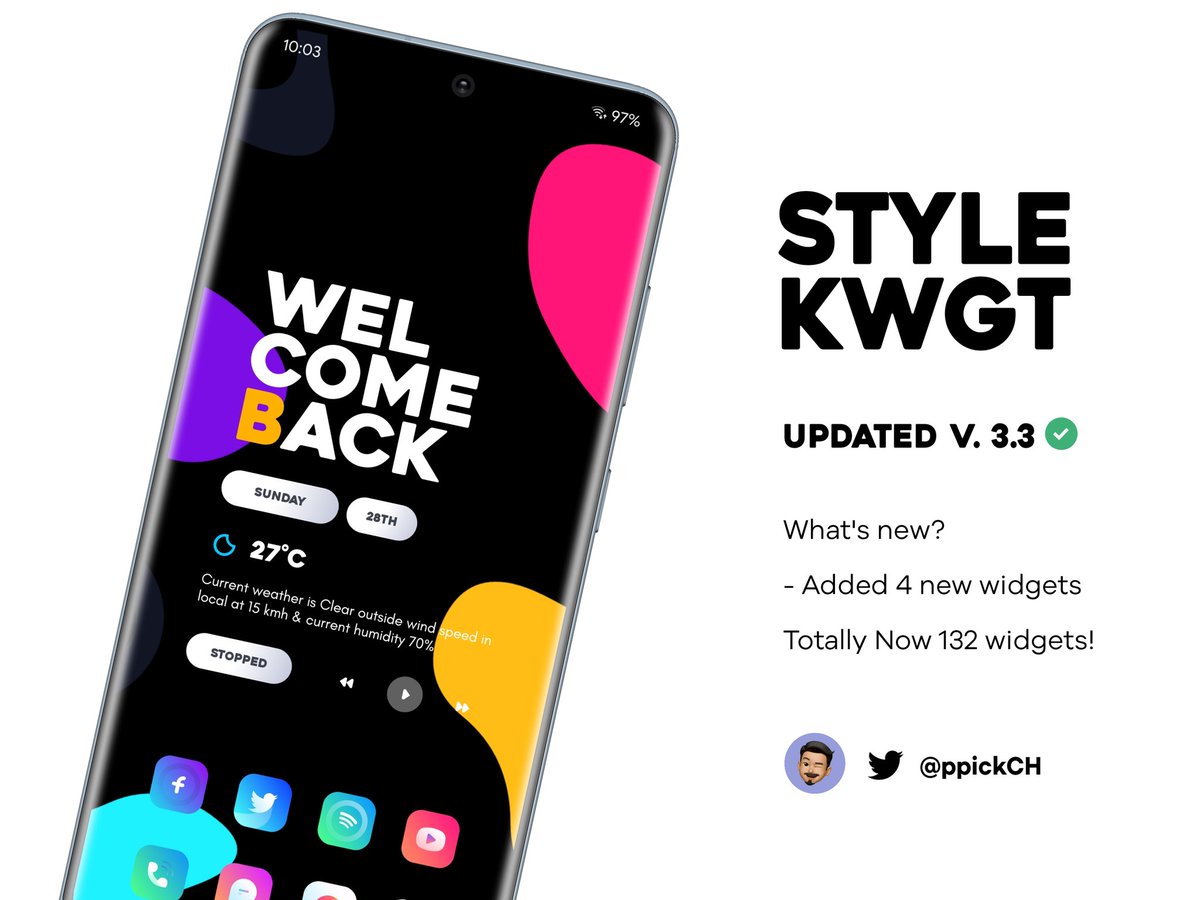 10:03
97%
WEL
COME
BACK
SUNDAY
28TH
27°C
Current weather is Clear outside wind speed in
local at 15 kmh & current humidity 70%
STOPPED
STYLE
KWGT
UPDATED V. 3.3
What's new?
- Added 4 new widgets
Totally Now 132 widgets!
@ppickCH